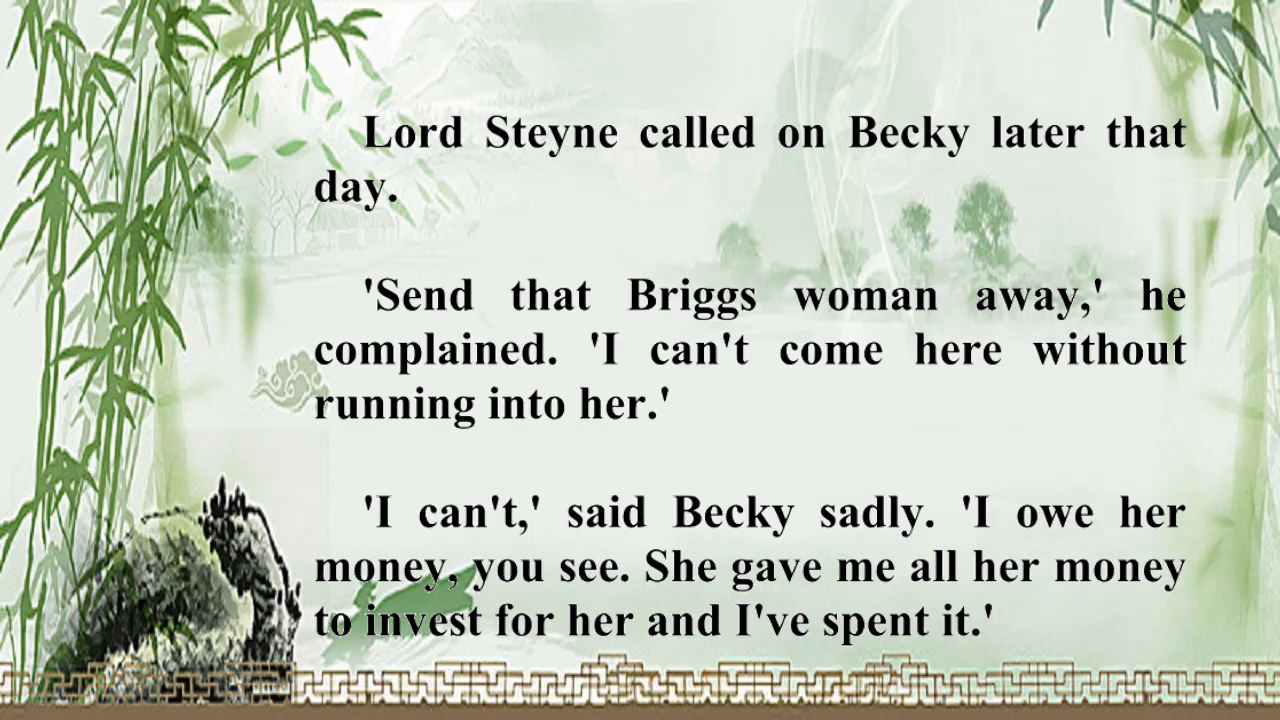 Lord Steyne called on Becky later that
day.
'Send that Briggs woman away,' he
complained. 'I can't come here without
running into her.'
'I can't,' said Becky sadly. 'I owe her
money, you see. She gave me all her money
to invest for her and I've spent it.'